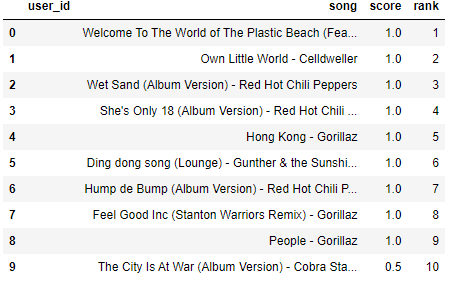 user_id song score rank
0 Welcome To The World of The Plastic Beach (Fea... 1.0 1
1 Own Little World - Celldweller 1.0 2
2 Wet Sand (Album Version) - Red Hot Chili Peppers 1.0 3
3 She's Only 18 (Album Version) - Red Hot Chili ... 1.0 4
4 Hong Kong - Gorillaz 1.0 5
5 Ding dong song (Lounge) - Gunther & the Sunshi... 1.0 6
6 Hump de Bump (Album Version) - Red Hot Chili P... 1.0 7
7 Feel Good Inc (Stanton Warriors Remix) - Gorillaz 1.0 8
8 People - Gorillaz 1.0 9
9 The City Is At War (Album Version) - Cobra Sta... 0.5 10